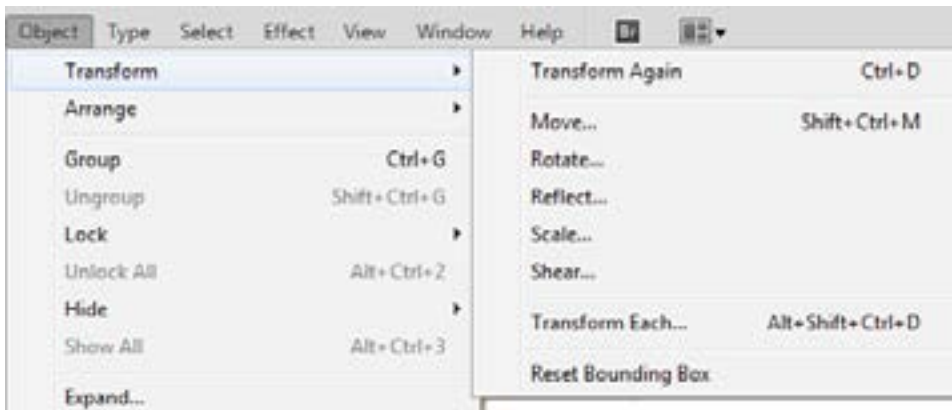 Object Type Select Effect View Window Help Br
Transform
Arrange
Group Ctrl+G
Ungroup Shift+Ctrl+G
Lock
Unlock All Alt+Ctrl+2
Hide
Show All Alt+Ctrl+3
Expand...
Transform Again Ctrl+D
Move... Shift+Ctrl+M
Rotate...
Reflect...
Scale...
Shear...
Transform Each... Alt+Shift+Ctrl+D
Reset Bounding Box